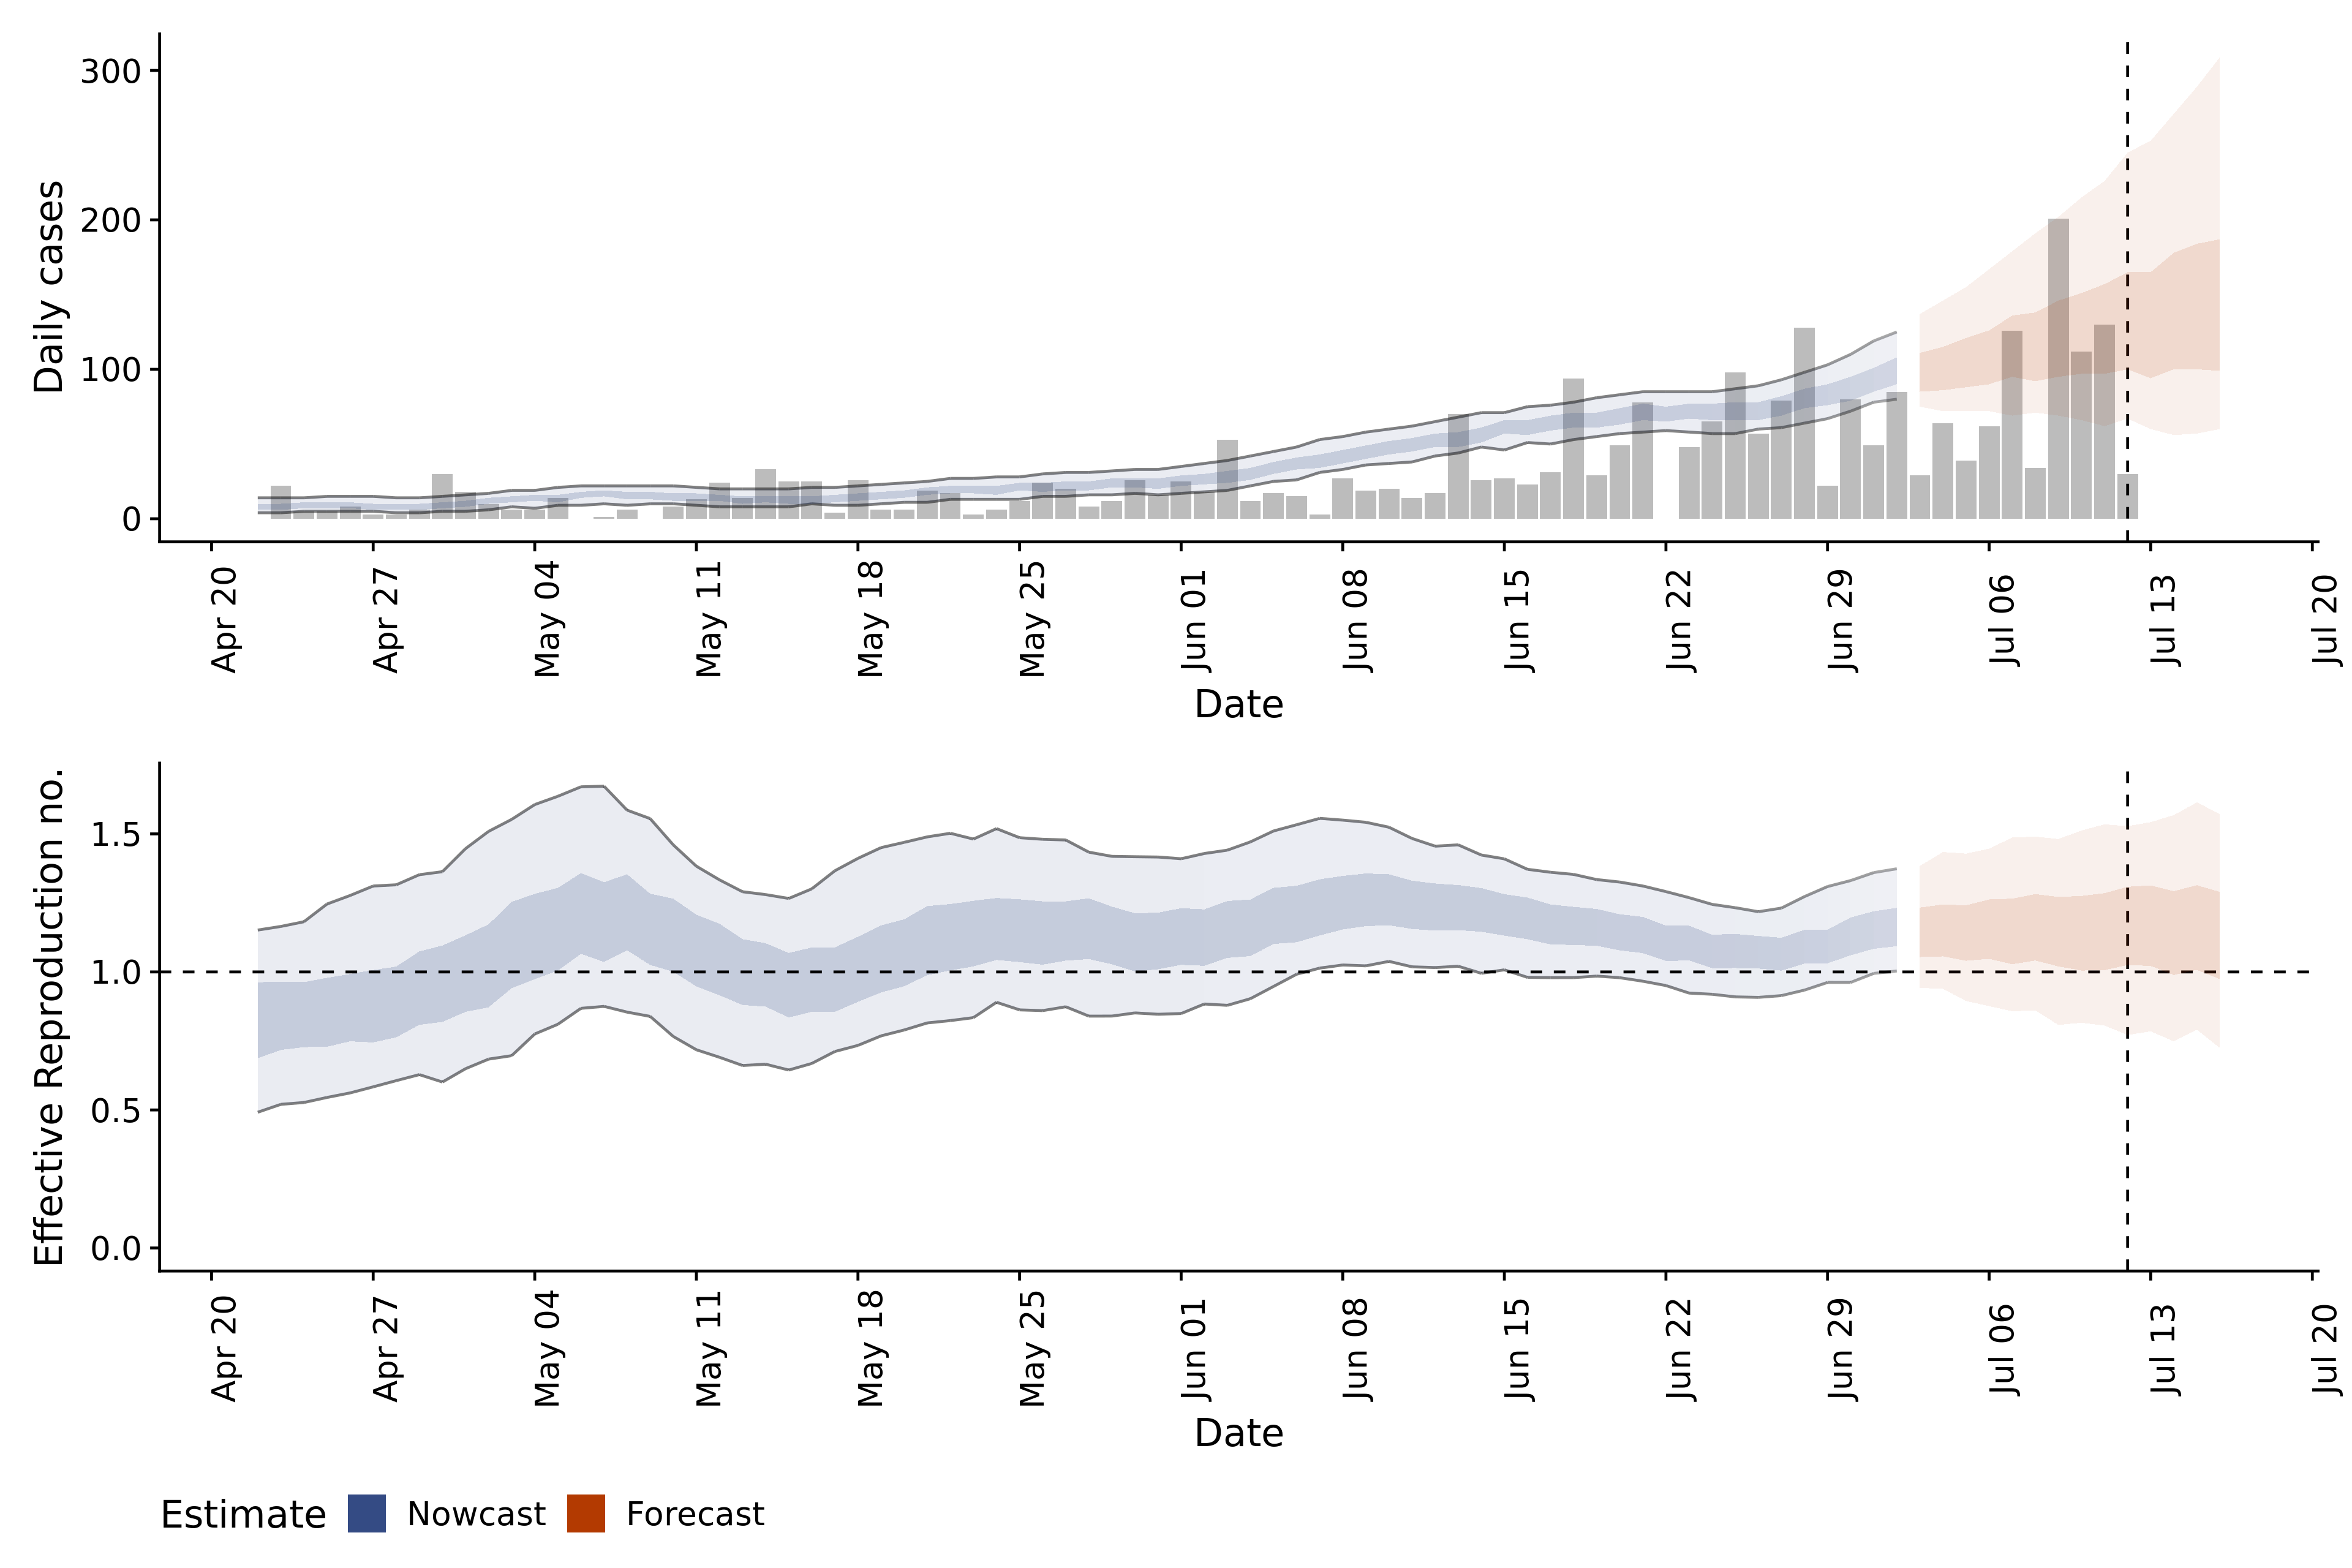 300
200
100
0
Daily cases
Apr 20
Apr 27
May 04
May 11
May 18
May 25
Jun 01
Jun 08
Jun 15
Jun 22
Jun 29
Jul 06
Jul 13
Jul 20
Date
1.5
1.0
0.5
0.0
Effective Reproduction no.
Apr 20
Apr 27
May 04
May 11
May 18
May 25
Jun 01
Jun 08
Jun 15
Jun 22
Jun 29
Jul 06
Jul 13
Jul 20
Date
Estimate Nowcast Forecast